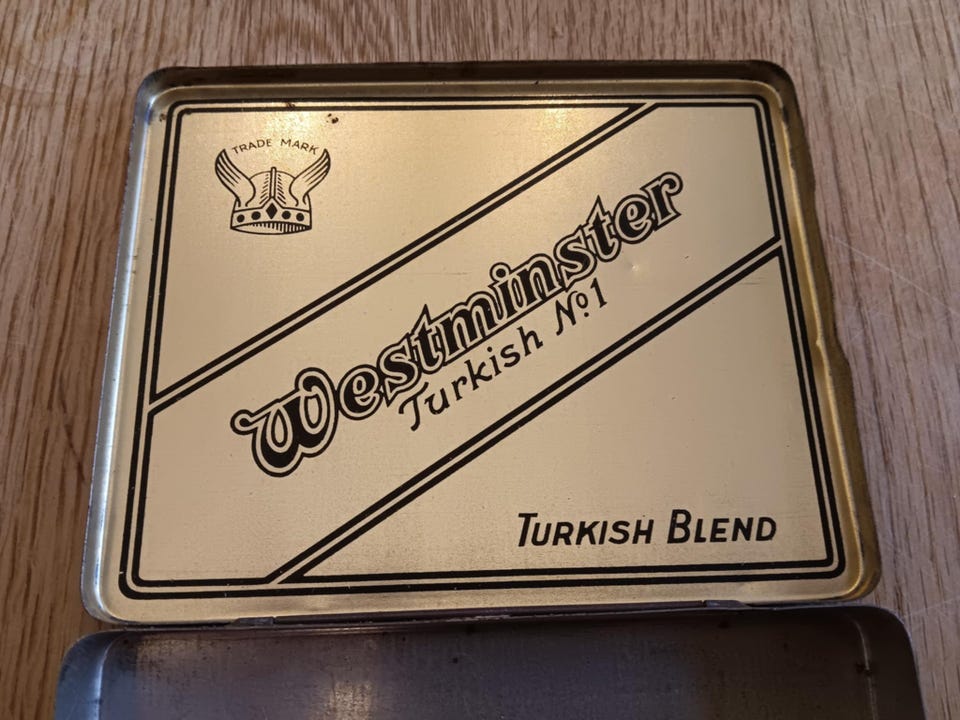 TRADE MARK
Westminster
Turkish Nº1
TURKISH BLEND